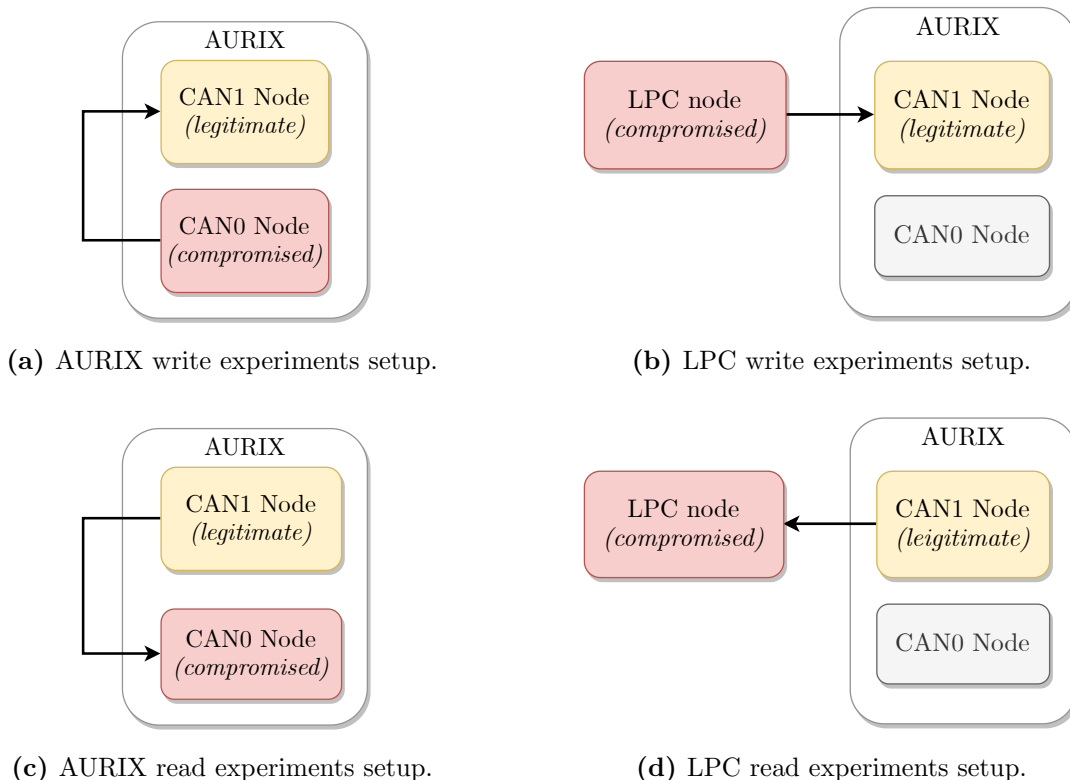 AURIX
CAN1 Node
(legitimate)
CAN0 Node
(compromised)
(a) AURIX write experiments setup.
AURIX
LPC node
(compromised)
CAN1 Node
(legitimate)
CAN0 Node
(b) LPC write experiments setup.
AURIX
CAN1 Node
(legitimate)
CAN0 Node
(compromised)
(c) AURIX read experiments setup.
AURIX
LPC node
(compromised)
CAN1 Node
(leigitimate)
CAN0 Node
(d) LPC read experiments setup.